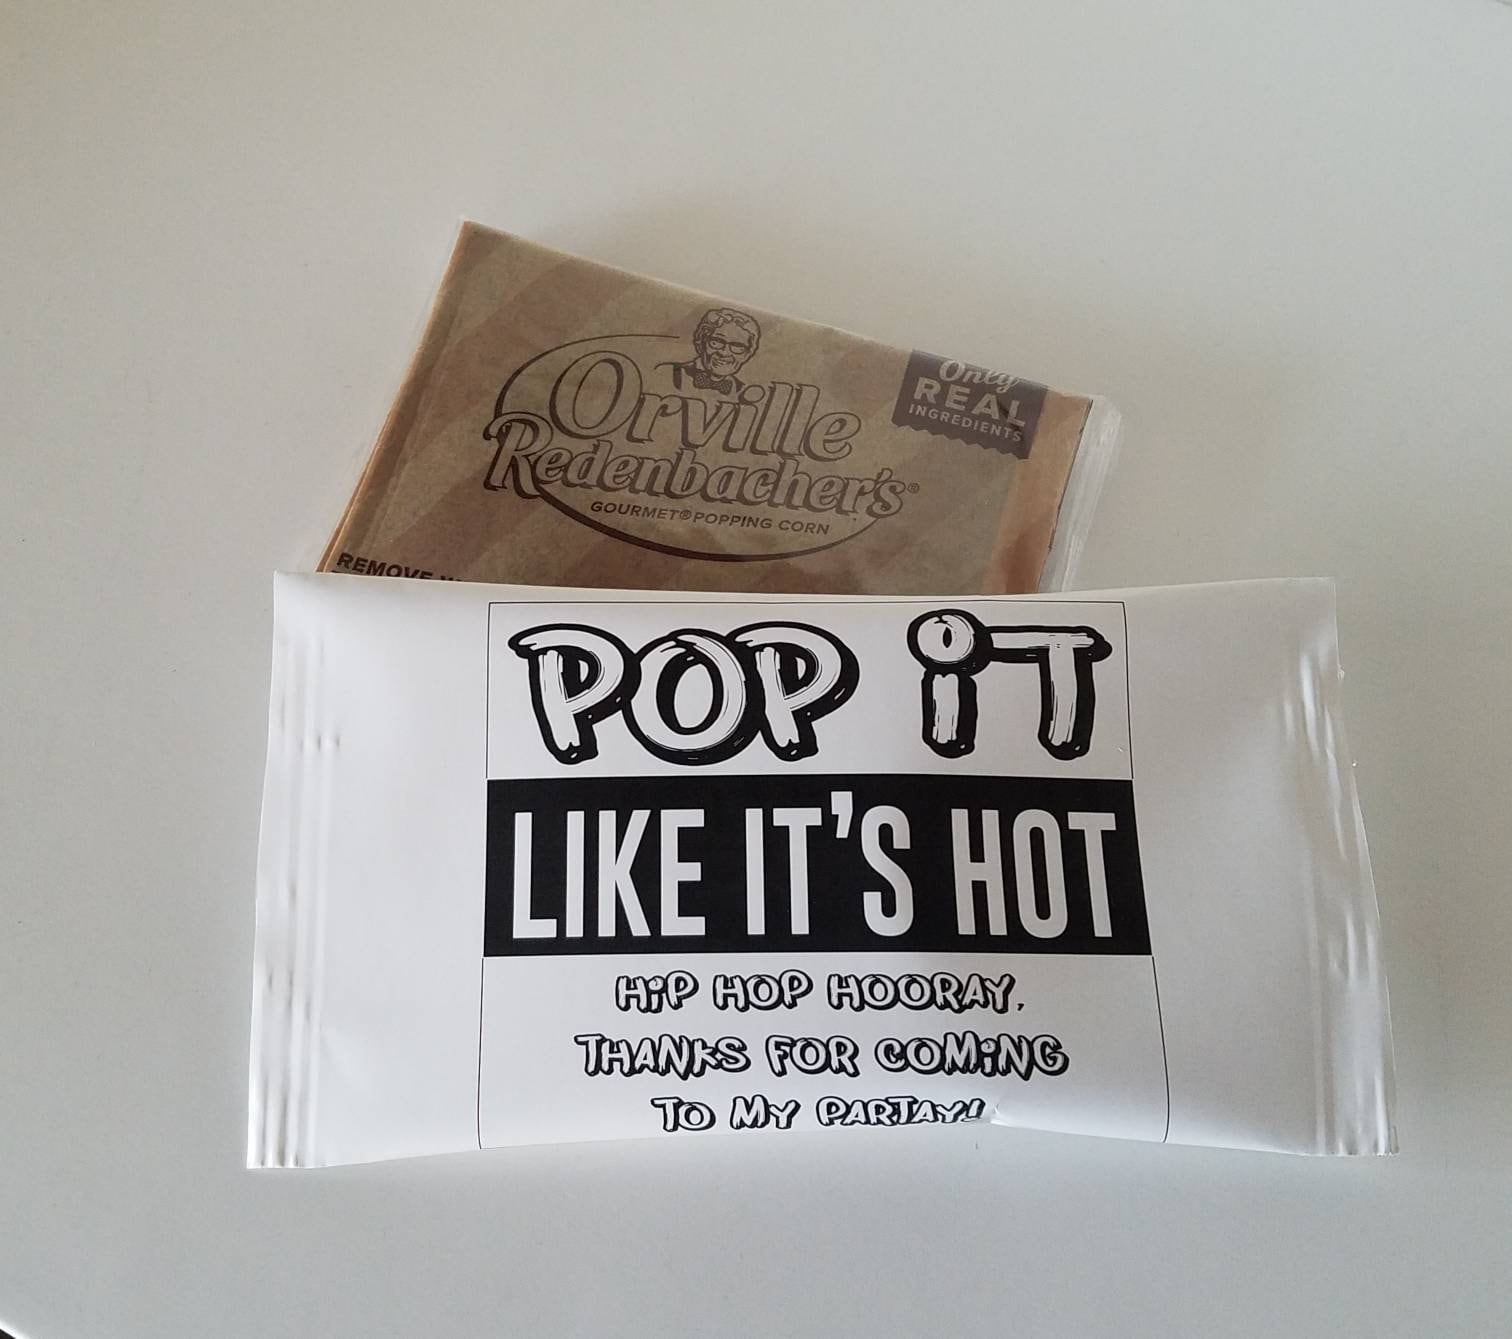 Orville
Redenbacher's®
GOURMET® POPPING CORN
Only
REAL
INGREDIENTS
REMOVE
POP iT
LIKE IT'S HOT
HiP HOP HOORAY,
THANKS FOR COMiNG
TO MY PARTAY!